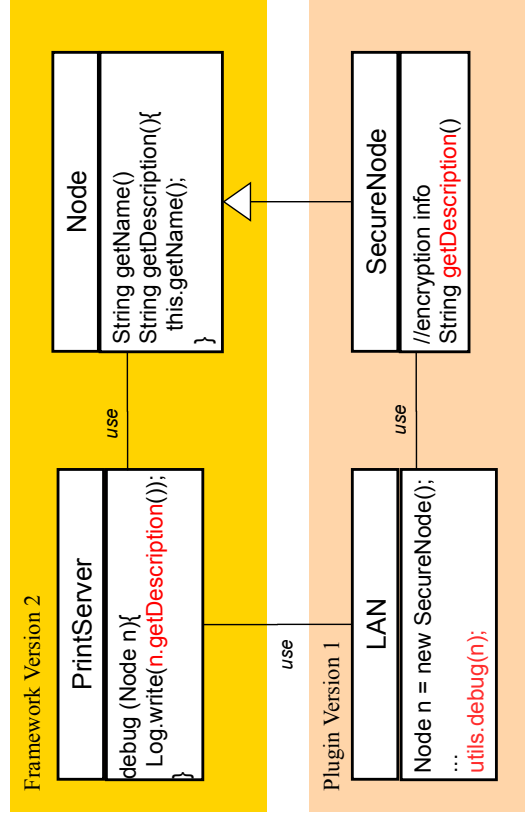 Framework Version 2
PrintServer
debug (Node n){
Log.write(n.getDescription());
}
use
Node
String getName()
String getDescription(){
this.getName();
}
use
Plugin Version 1
LAN
Node n = new SecureNode();
...
utils.debug(n);
use
SecureNode
//encryption info
String getDescription()